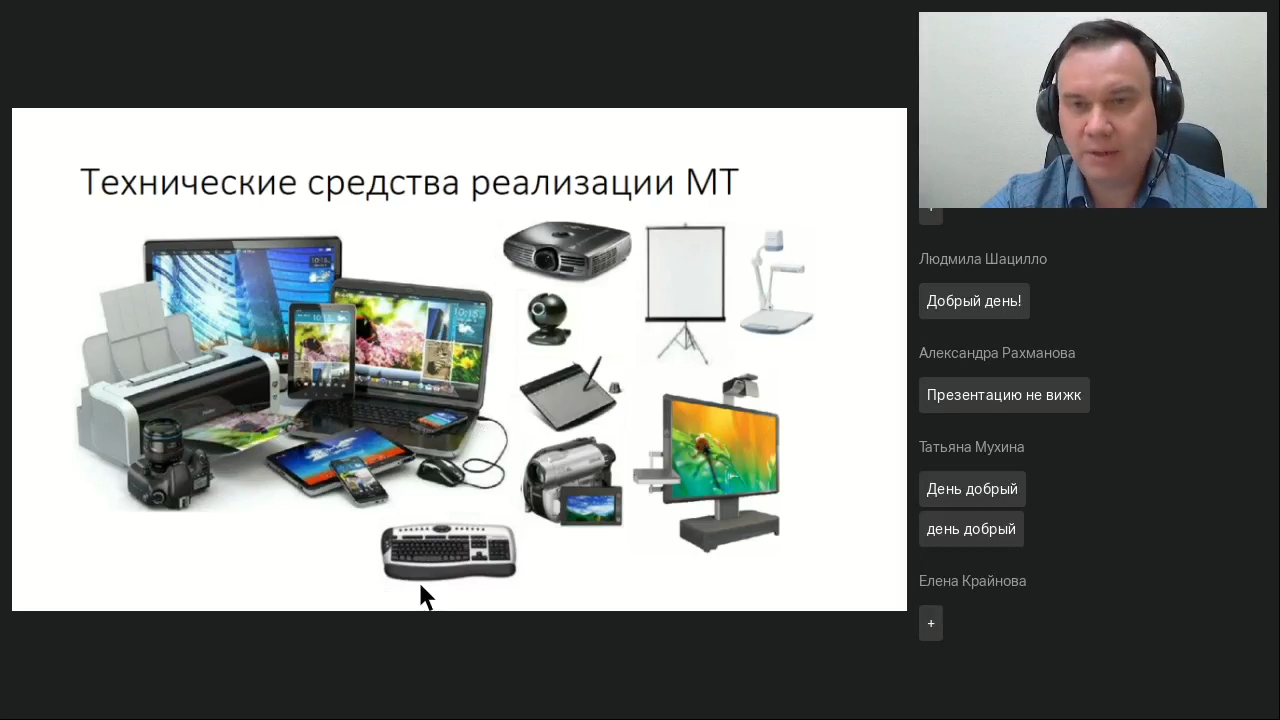 Технические средства реализации МТ
Людмила Шацилло
Добрый день!
Александра Рахманова
Презентацию не вижк
Татьяна Мухина
День добрый
день добрый
Елена Крайнова
+